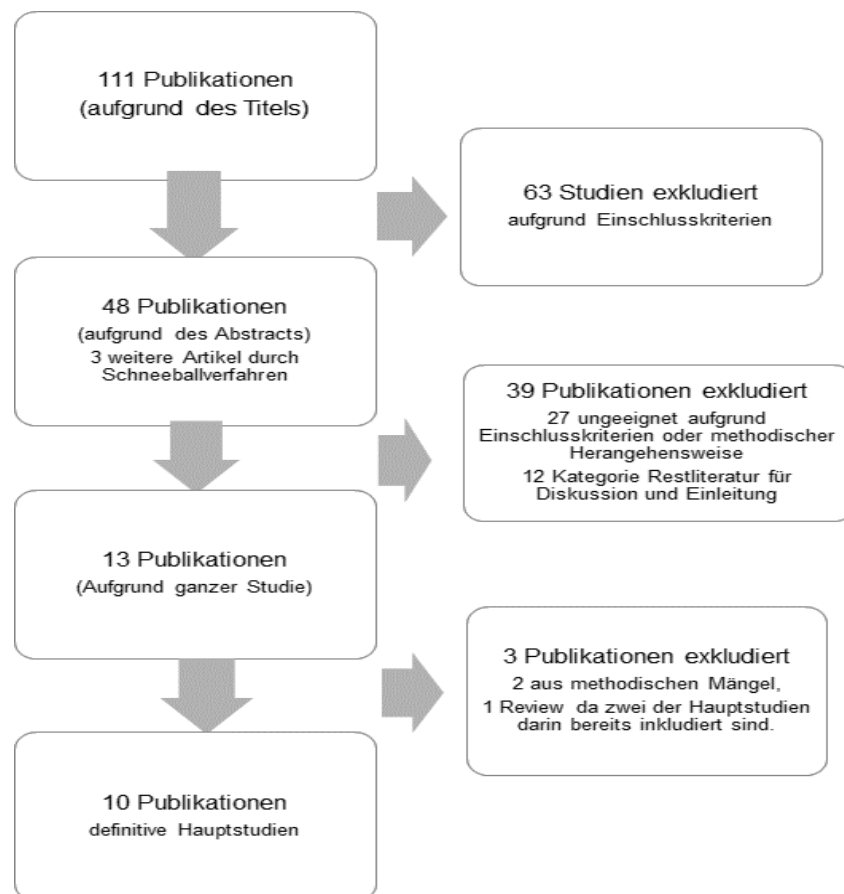 111 Publikationen
(aufgrund des Titels)
63 Studien exkludiert
aufgrund Einschlusskriterien
48 Publikationen
(aufgrund des Abstracts)
3 weitere Artikel durch
Schneeballverfahren
39 Publikationen exkludiert
27 ungeeignet aufgrund
Einschlusskriterien oder methodischer
Herangehensweise
12 Kategorie Restliteratur für
Diskussion und Einleitung
13 Publikationen
(Aufgrund ganzer Studie)
3 Publikationen exkludiert
2 aus methodischen Mängel,
1 Review da zwei der Hauptstudien
darin bereits inkludiert sind.
10 Publikationen
definitive Hauptstudien